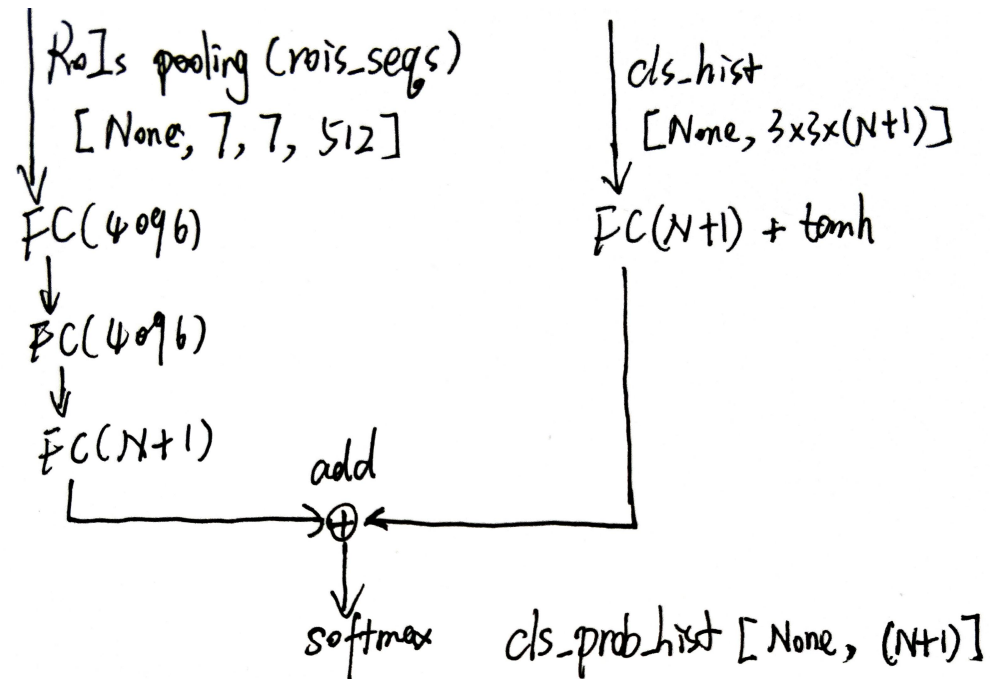 RoIs pooling (rois_seqs)
[None, 7, 7, 512]
FC(4096)
FC(4096)
FC(N+1)
cls_hist
[None, 3x3x(N+1)]
FC(N+1) + tanh
add
softmax
cls_prob_hist [None, (N+1)]